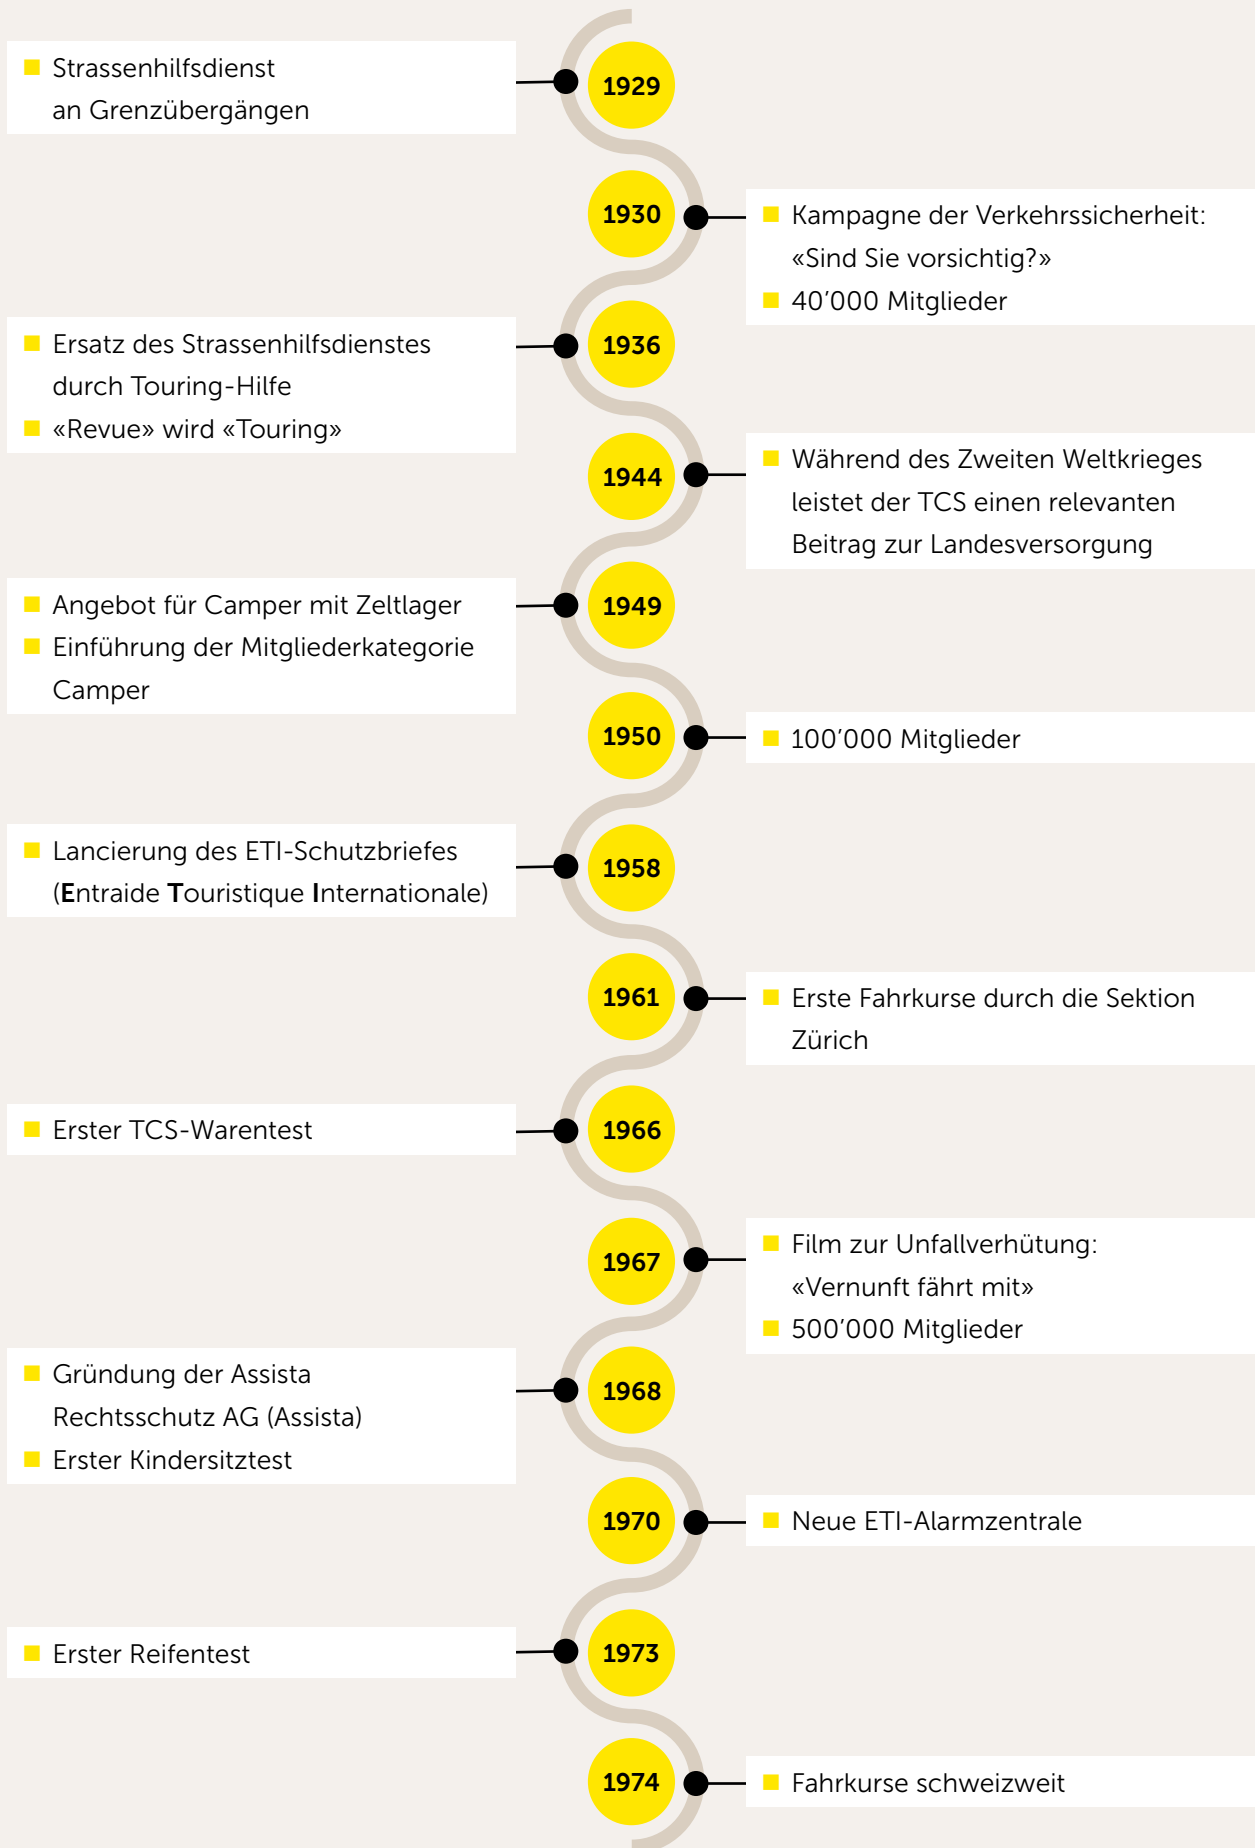 1929
Strassenhilfsdienst
an Grenzübergängen
1930
Kampagne der Verkehrssicherheit:
«Sind Sie vorsichtig?»
40’000 Mitglieder
1936
Ersatz des Strassenhilfsdienstes
durch Touring-Hilfe
«Revue» wird «Touring»
1944
Während des Zweiten Weltkrieges
leistet der TCS einen relevanten
Beitrag zur Landesversorgung
1949
Angebot für Camper mit Zeltlager
Einführung der Mitgliederkategorie
Camper
1950
100’000 Mitglieder
1958
Lancierung des ETI-Schutzbriefes
(Entraide Touristique Internationale)
1961
Erste Fahrkurse durch die Sektion
Zürich
1966
Erster TCS-Warentest
1967
Film zur Unfallverhütung:
«Vernunft fährt mit»
500’000 Mitglieder
1968
Gründung der Assista
Rechtsschutz AG (Assista)
Erster Kindersitztest
1970
Neue ETI-Alarmzentrale
1973
Erster Reifentest
1974
Fahrkurse schweizweit